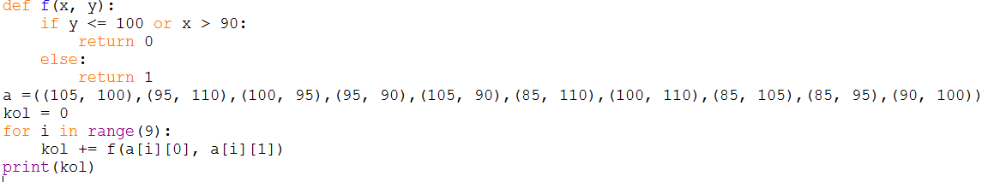 def f(x, y):
    if y <= 100 or x > 90:
        return 0
    else:
        return 1
a =((105, 100),(95, 110),(100, 95),(95, 90),(105, 90),(85, 110),(100, 110),(85, 105),(85, 95),(90, 100))
kol = 0
for i in range(9):
    kol += f(a[i][0], a[i][1])
print(kol)